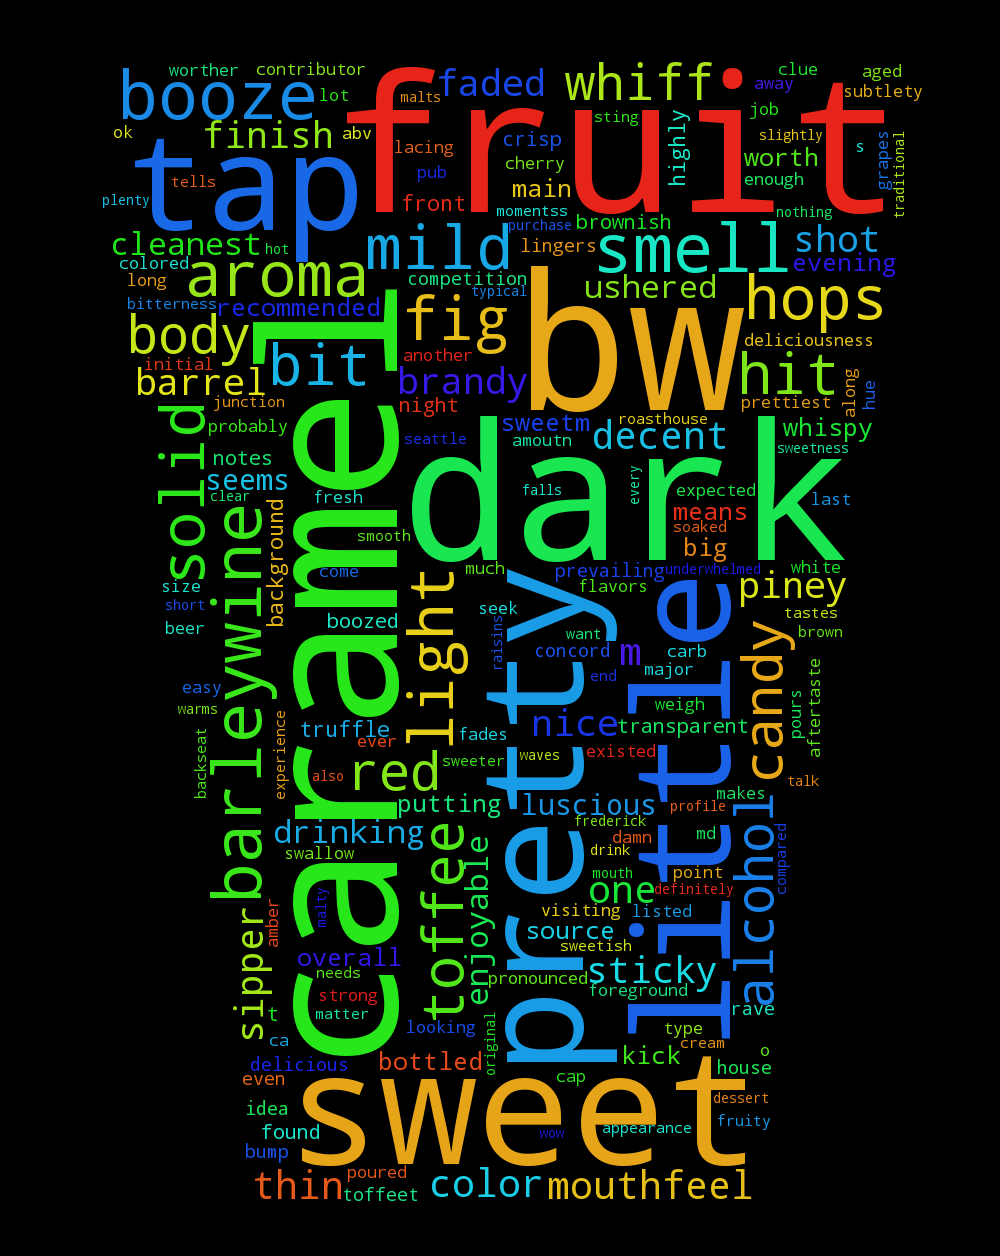 worther contributor faded whiff clue aged
booze lot malts fruit away subtlety
ok finish abv sting job
tap lacing crisp highly slightly s grapes traditional
tells pub cherry worth
plenty front main enough
momentss nothing
cleanest hot mild purchase brownish shot
colored lingers smell evening
long aroma competition ushered hops
bitterness recommended typical
body fig bw deliciousness
initial bit another hit
barrel brandy prettiest along hue
junction night roasthouse
solid probably seattle sweetm decent whispy
notes amoutn sweetness
seems dark every expected
clear fresh falls means last
barleywine background caramel smooth soaked
big
come much prevailing underwhelmed white
size light flavors piney
short boozed seek tastes
beer raisins want brown
concord m carb candy
easy end major
warms weigh pours aftertaste
truffle nice transparent
backseat experience ever fades pretty little
sweeter waves existed
also red talk
putting luscious makes
profile
drinking toffee frederick md alcohol
swallow enjoyable drink damn compared
mouth point
one definitely
sipper amber malty visiting listed
source
overall sweetish
needs pronounced sticky
strong foreground
t matter rave
looking original type
ca cream o
delicious bottled kick house
even cap
idea sweet dessert
found wow appearance fruity
bump
thin poured color mouthfeel
toffeet